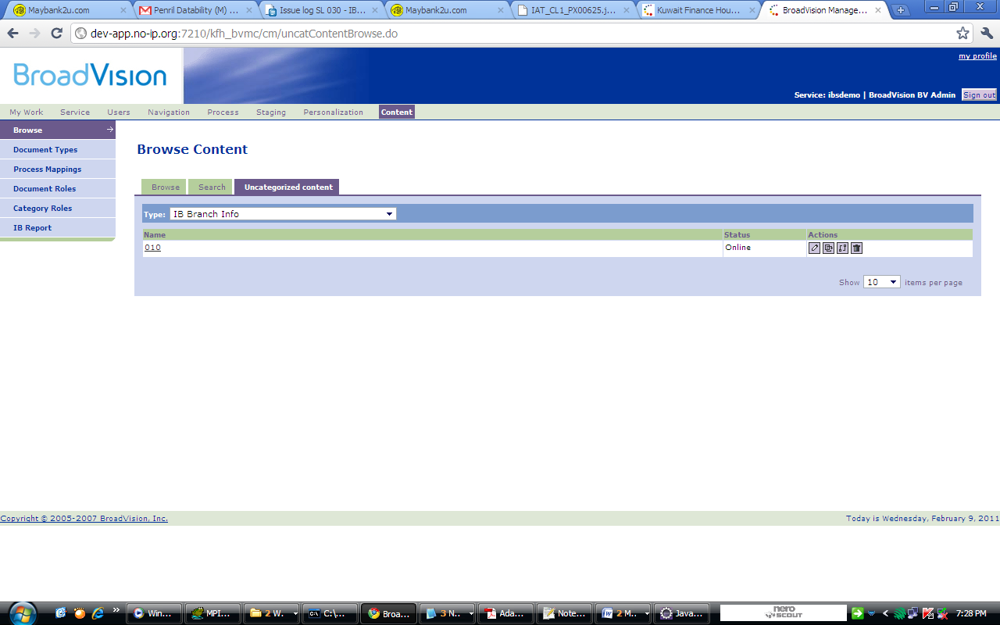 Maybank2u.com
Penril Datability (M) ...
Issue log SL 030 - IB...
Maybank2u.com
IAT_CL1_PX00625.j...
Kuwait Finance Hou...
BroadVision Manage...
dev-app.no-ip.org:7210/kfh_bvmc/cm/uncatContentBrowse.do
BroadVision
my profile
Service: ibsdemo | BroadVision BV Admin Sign out
My Work Service Users Navigation Process Staging Personalization Content
Browse
Document Types
Process Mappings
Document Roles
Category Roles
IB Report
Browse Content
Browse Search Uncategorized content
Type: IB Branch Info
Name Status Actions
010 Online
Show 10 items per page
Copyright © 2005-2007 BroadVision, Inc.
Today is Wednesday, February 9, 2011
Win...
MPI...
2 W...
C:\...
Broa...
3 N...
Ada...
Note...
2 M...
Java...
nero
SCOUT
7:28 PM